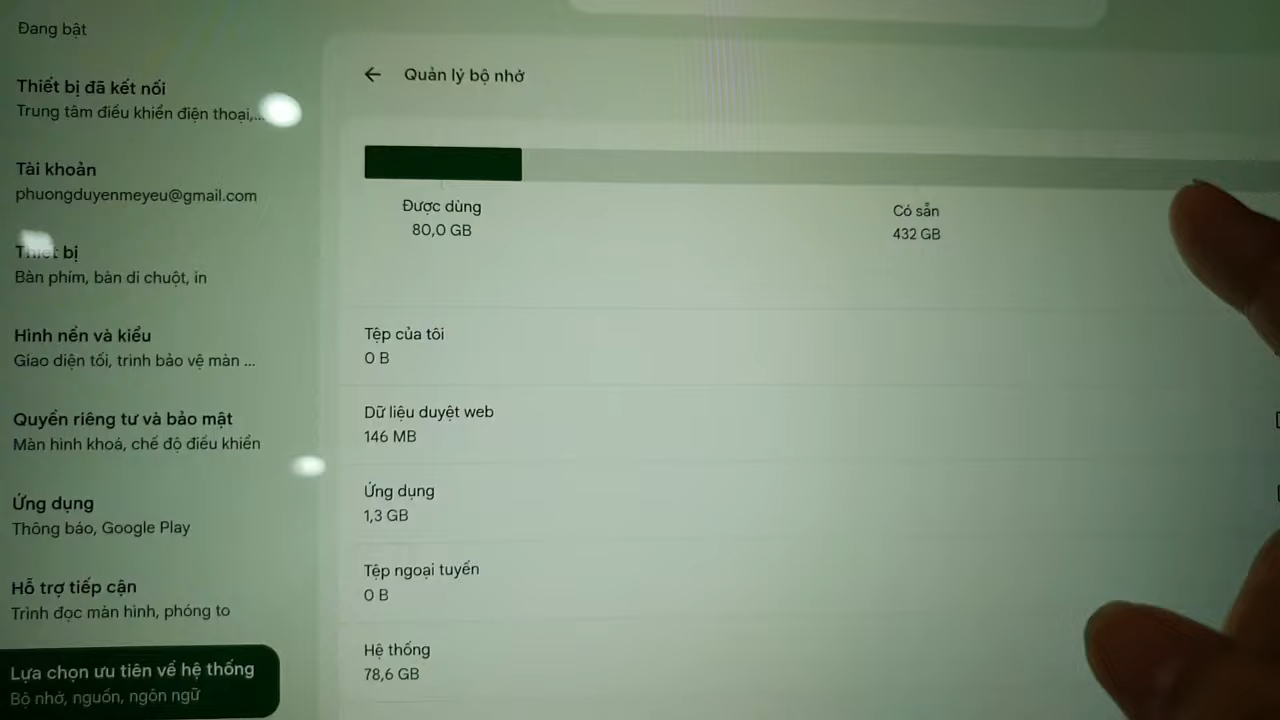 Đang bật
Thiết bị đã kết nối
Trung tâm điều khiển điện thoại,...
Tài khoản
phuongduyenmeyeu@gmail.com
Thiết bị
Bàn phím, bàn di chuột, in
Hình nền và kiểu
Giao diện tối, trình bảo vệ màn ...
Quyền riêng tư và bảo mật
Màn hình khoá, chế độ điều khiển
Ứng dụng
Thông báo, Google Play
Hỗ trợ tiếp cận
Trình đọc màn hình, phóng to
Lựa chọn ưu tiên về hệ thống
Bộ nhớ, nguồn, ngôn ngữ
← Quản lý bộ nhớ
Được dùng
80,0 GB
Có sẵn
432 GB
Tệp của tôi
0 B
Dữ liệu duyệt web
146 MB
Ứng dụng
1,3 GB
Tệp ngoại tuyến
0 B
Hệ thống
78,6 GB